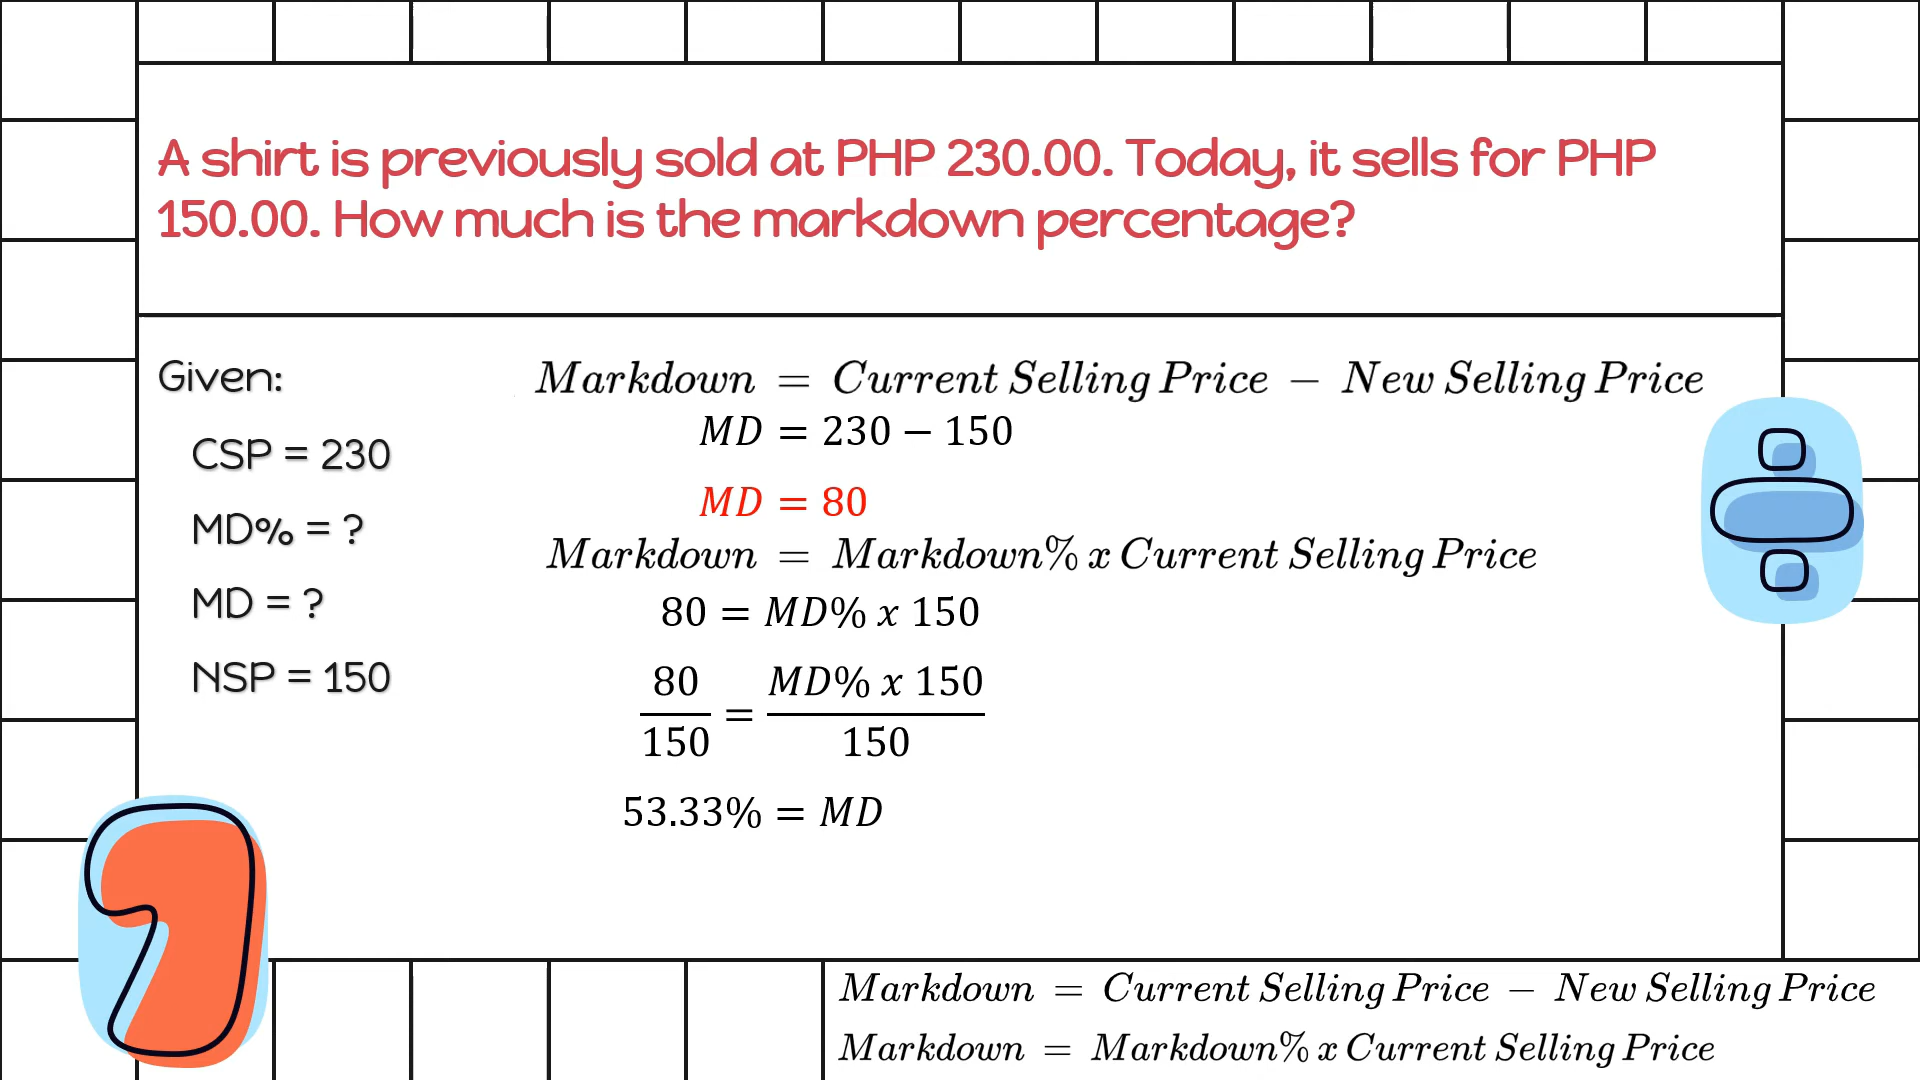 A shirt is previously sold at PHP 230.00. Today, it sells for PHP
150.00. How much is the markdown percentage?
Given:
CSP = 230
MD% = ?
MD = ?
NSP = 150
Markdown = Current Selling Price − New Selling Price
MD = 230 − 150
MD = 80
Markdown = Markdown% x Current Selling Price
80 = MD% x 150
80/150 = MD% x 150/150
53.33% = MD
Markdown = Current Selling Price − New Selling Price
Markdown = Markdown% x Current Selling Price